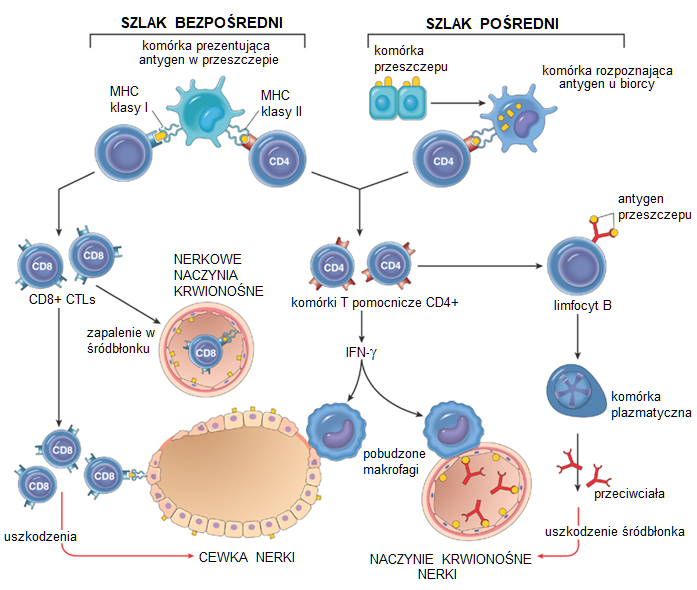 SZLAK BEZPOŚREDNI
SZLAK POŚREDNI
komórka prezentująca
antygen w przeszczepie
komórka
przeszczepu
komórka rozpoznająca
antygen u biorcy
MHC
klasy I
MHC
klasy II
CD4
CD4
antygen
przeszczepu
CD8
CD8
CD8+ CTLs
NERKOWE
NACZYNIA
KRWIONOŚNE
CD4
CD4
komórki T pomocnicze CD4+
limfocyt B
zapalenie w
śródbłonku
CD8
IFN-γ
komórka
plazmatyczna
CD8
CD8
CD8
pobudzone
makrofagi
przeciwciała
uszkodzenia
CEWKA NERKI
NACZYNIE KRWIONOŚNE
NERKI
uszkodzenie śródbłonka